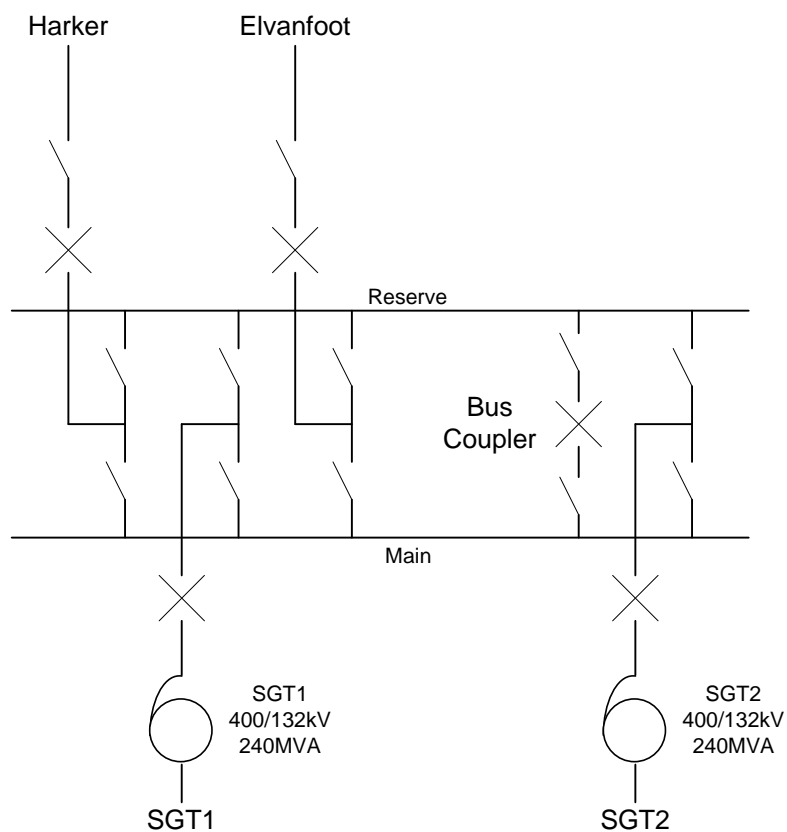 Harker
Elvanfoot
Reserve
Bus
Coupler
Main
SGT1
400/132kV
240MVA
SGT2
400/132kV
240MVA
SGT1
SGT2